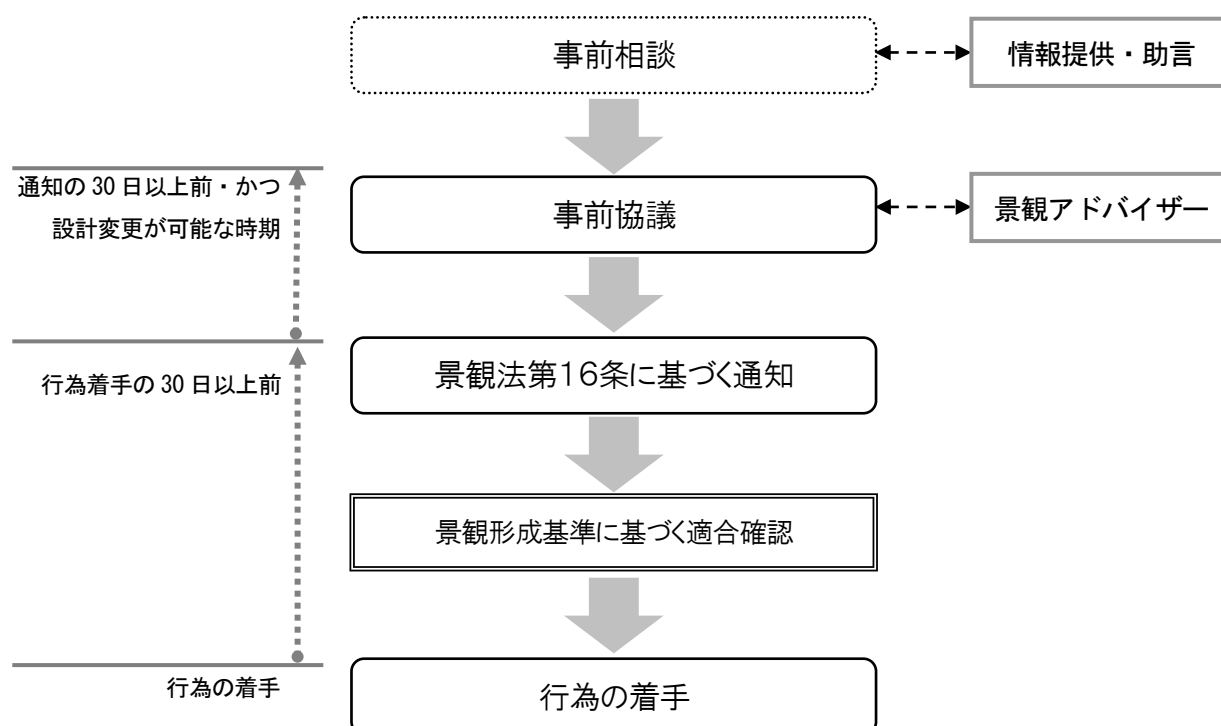 事前相談
情報提供・助言
通知の 30 日以上前・かつ
設計変更が可能な時期
事前協議
景観アドバイザー
景観法第16条に基づく通知
行為着手の 30 日以上前
景観形成基準に基づく適合確認
行為の着手
行為の着手